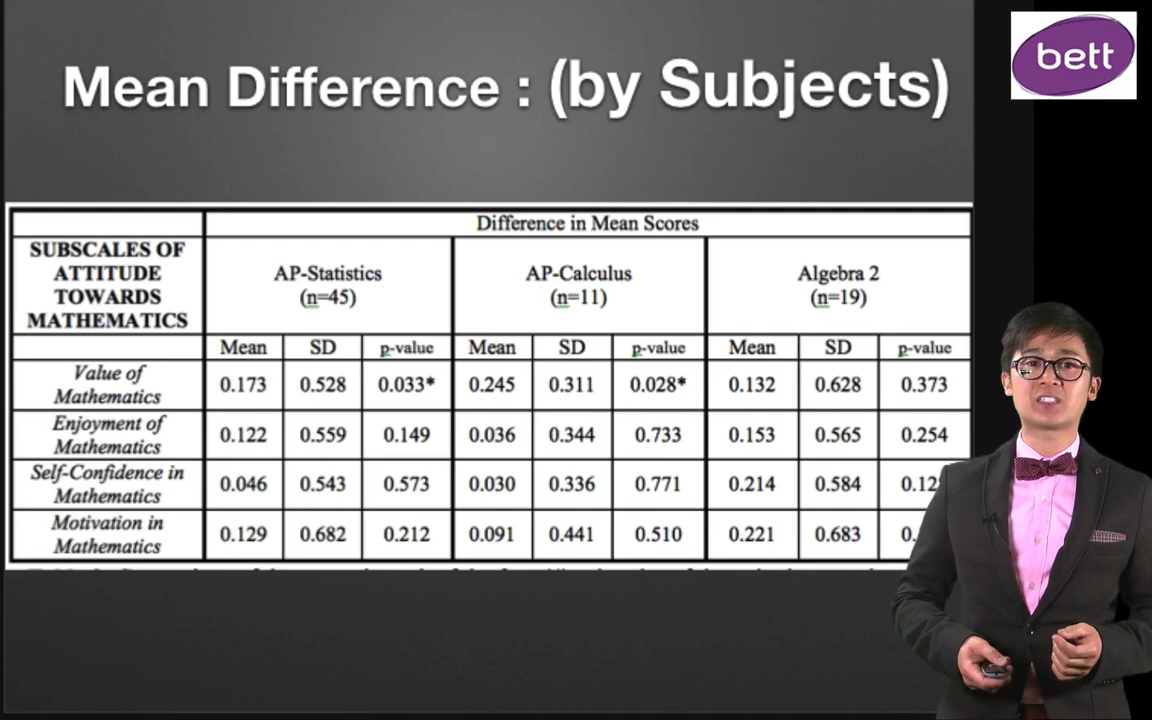 Mean Difference : (by Subjects)
bett
Difference in Mean Scores
SUBSCALES OF
ATTITUDE
TOWARDS
MATHEMATICS
AP-Statistics
(n=45)
AP-Calculus
(n=11)
Algebra 2
(n=19)
Mean SD p-value Mean SD p-value Mean SD p-value
Value of
Mathematics
0.173 0.528 0.033* 0.245 0.311 0.028* 0.132 0.628 0.373
Enjoyment of
Mathematics
0.122 0.559 0.149 0.036 0.344 0.733 0.153 0.565 0.254
Self-Confidence in
Mathematics
0.046 0.543 0.573 0.030 0.336 0.771 0.214 0.584
Motivation in
Mathematics
0.129 0.682 0.212 0.091 0.441 0.510 0.221 0.683